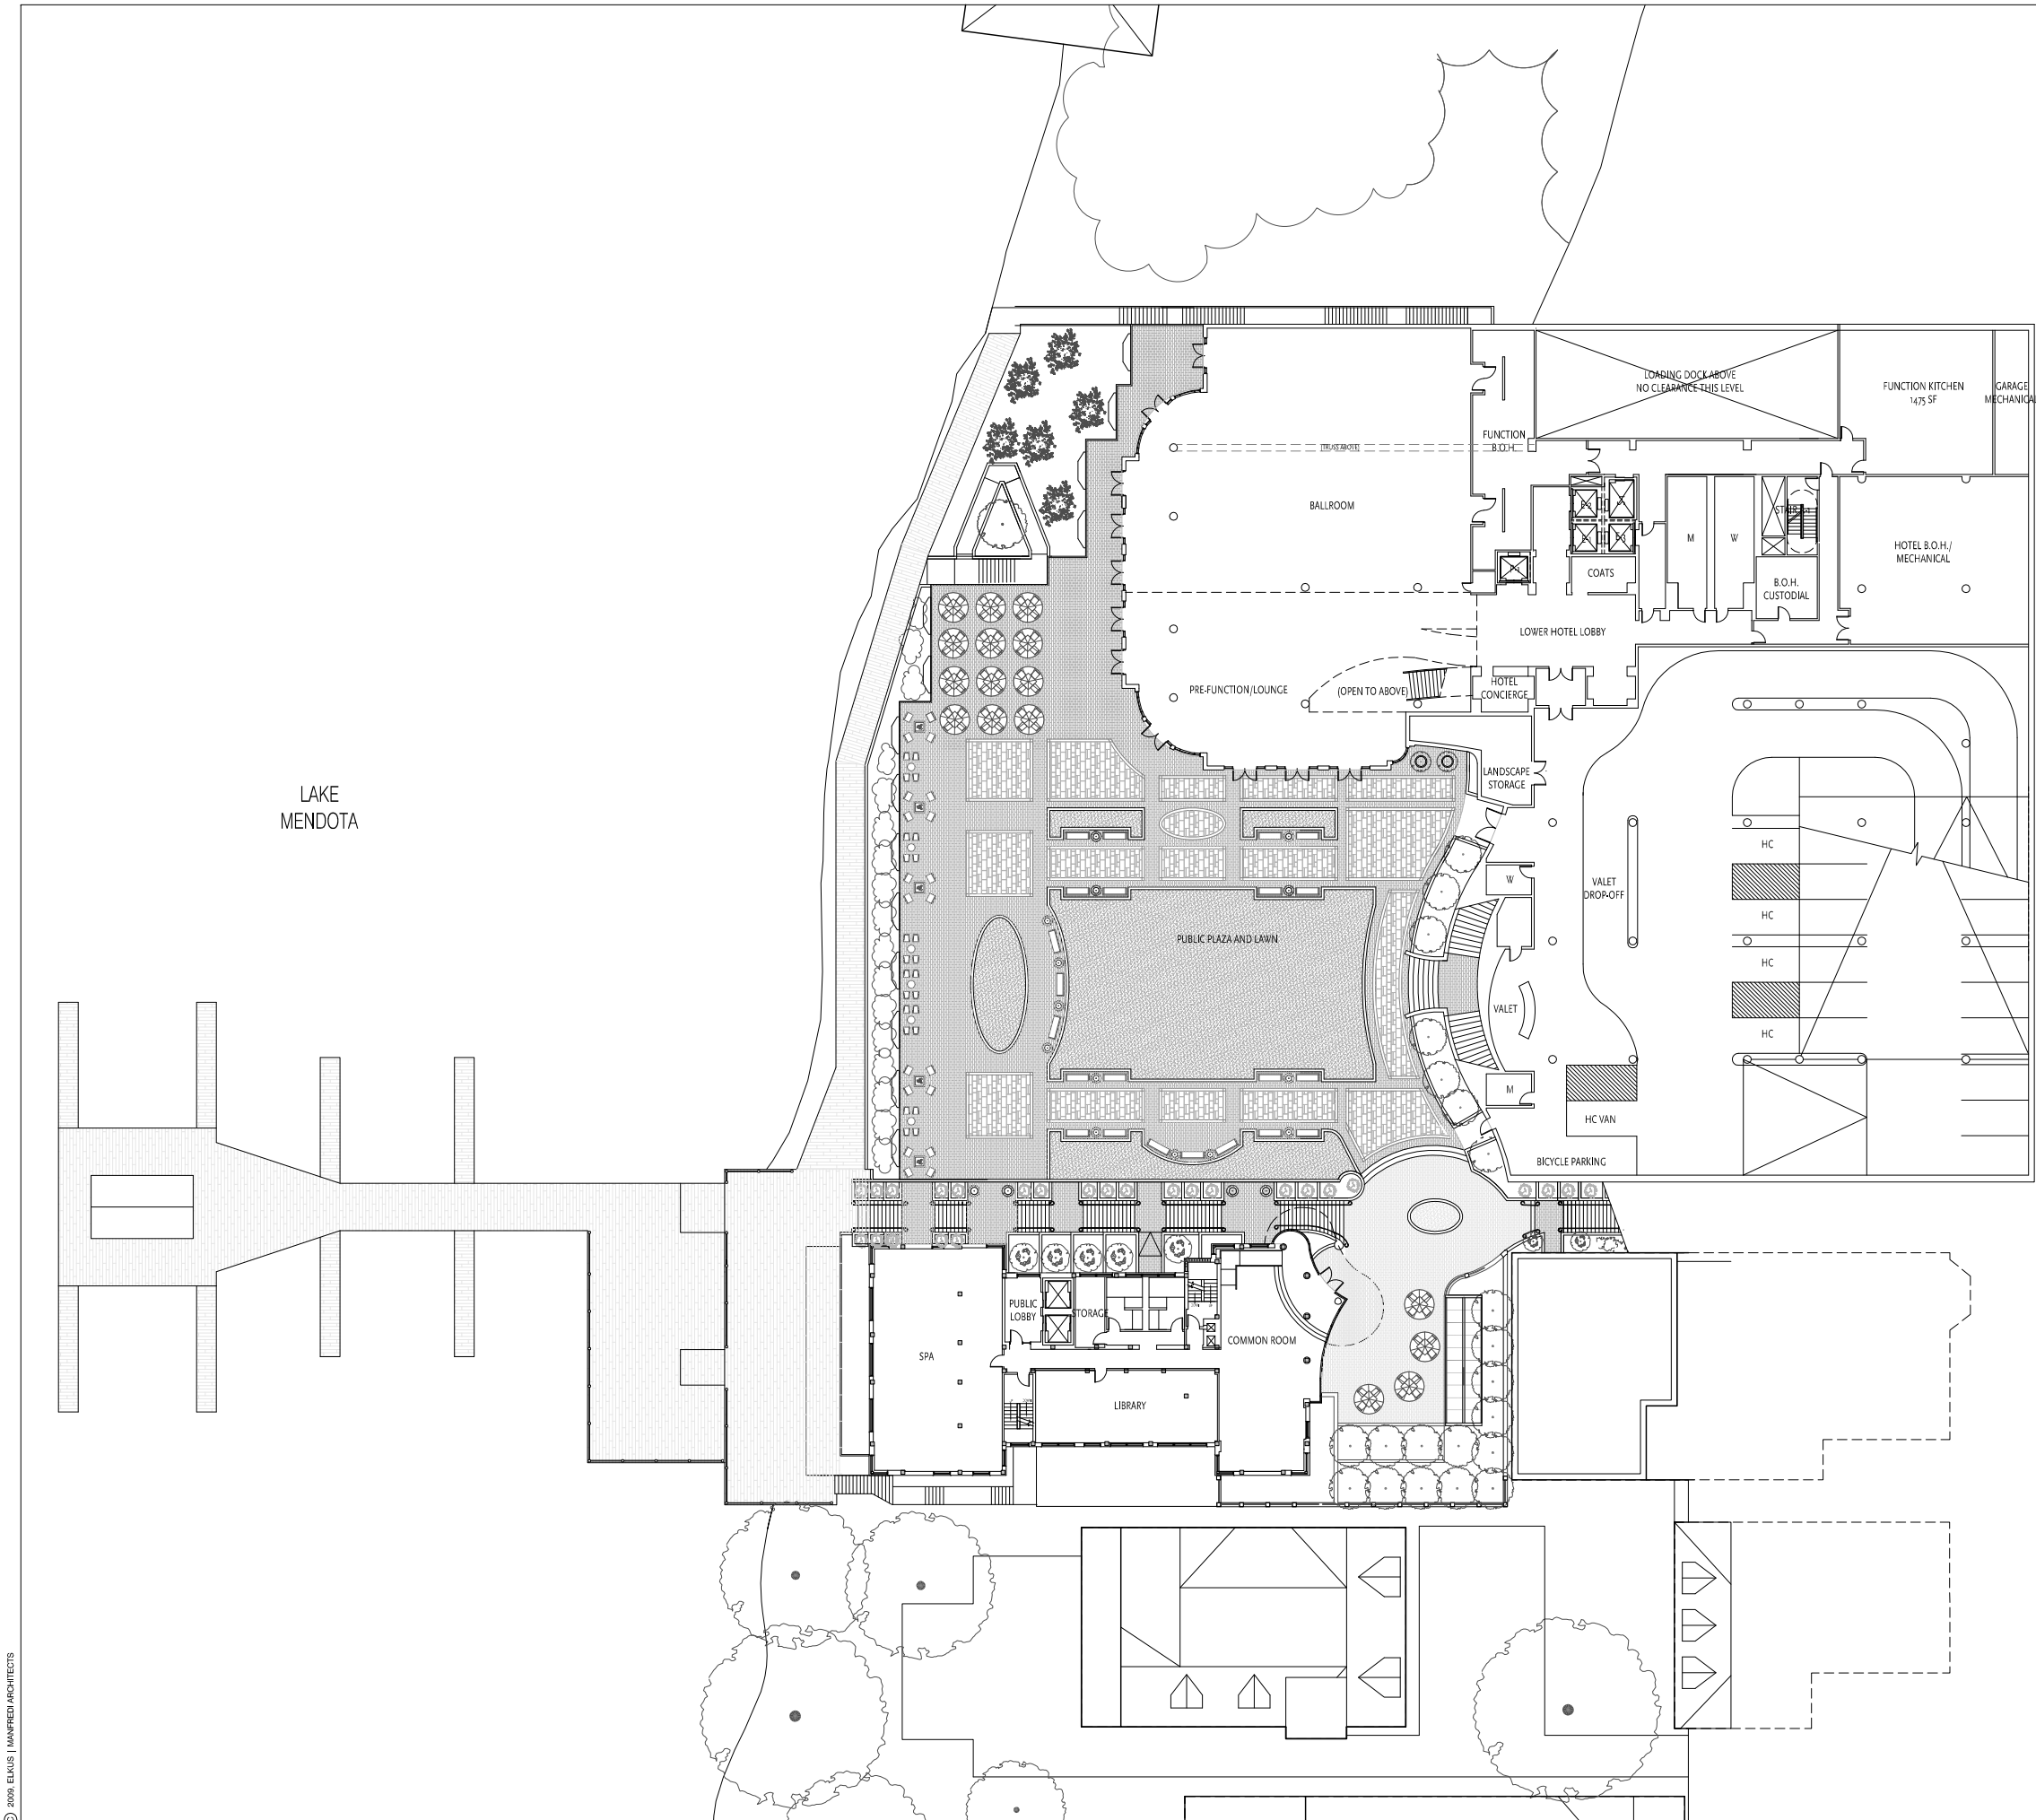 LOADING DOCK ABOVE
NO CLEARANCE THIS LEVEL
FUNCTION KITCHEN
1475 SF
GARAGE
MECHANICAL
FUNCTION
B.O.H.
TRUSS ABOVE
BALLROOM
M
W
HOTEL B.O.H./
MECHANICAL
COATS
B.O.H.
CUSTODIAL
LOWER HOTEL LOBBY
PRE-FUNCTION/LOUNGE
(OPEN TO ABOVE)
HOTEL
CONCIERGE
LANDSCAPE
STORAGE
LAKE
MENDOTA
HC
W
VALET
DROP-OFF
HC
PUBLIC PLAZA AND LAWN
HC
VALET
HC
M
HC VAN
BICYCLE PARKING
PUBLIC
LOBBY
STORAGE
COMMON ROOM
SPA
LIBRARY
© 2009, ELKUS | MANFREDI ARCHITECTS